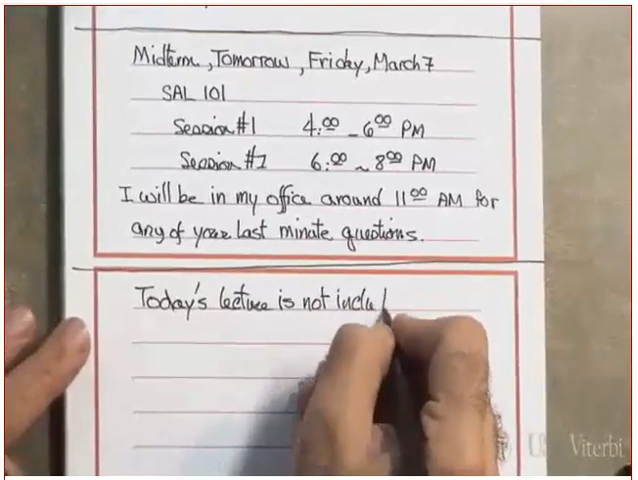 Midterm, Tomorrow, Friday, March 7
SAL 101
Session #1 4:00 - 6:00 PM
Session #2 6:00 ~ 8:00 PM
I will be in my office around 11:00 AM for
any of your last minute questions.
Today's lecture is not includ
Viterbi